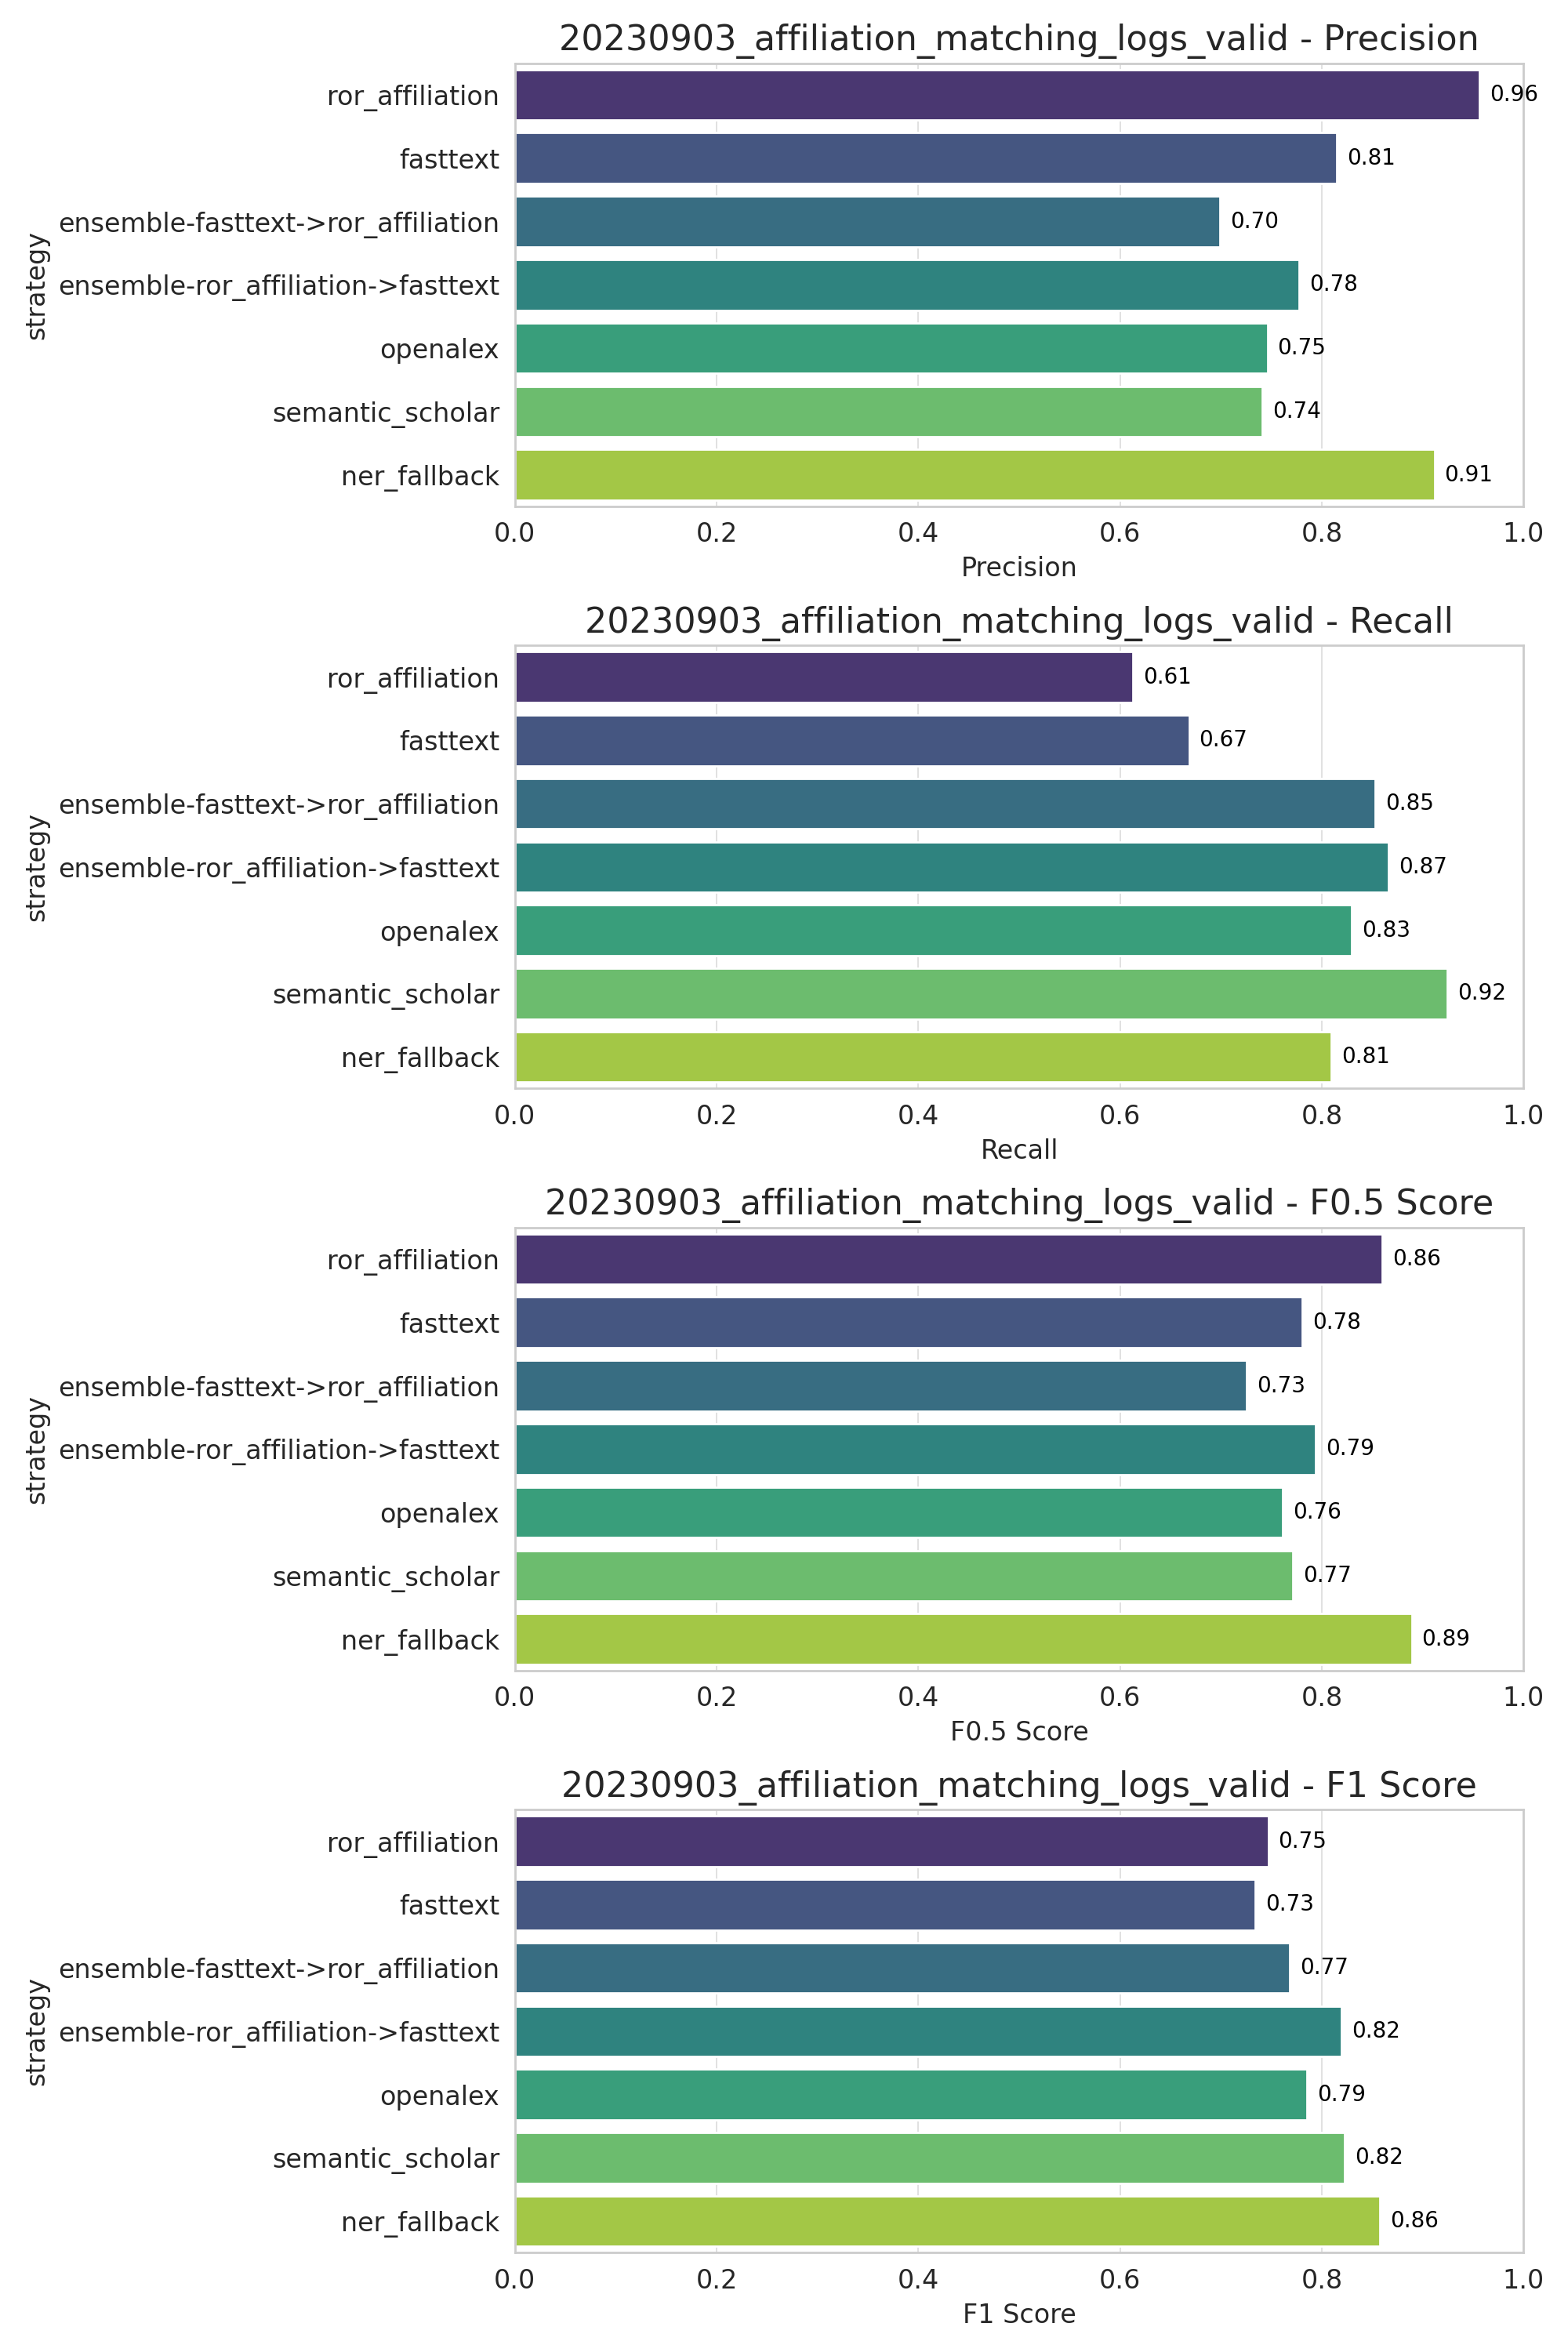 20230903_affiliation_matching_logs_valid - Precision
strategy
ror_affiliation 0.96
fasttext 0.81
ensemble-fasttext->ror_affiliation 0.70
ensemble-ror_affiliation->fasttext 0.78
openalex 0.75
semantic_scholar 0.74
ner_fallback 0.91
0.0 0.2 0.4 0.6 0.8 1.0
Precision
20230903_affiliation_matching_logs_valid - Recall
strategy
ror_affiliation 0.61
fasttext 0.67
ensemble-fasttext->ror_affiliation 0.85
ensemble-ror_affiliation->fasttext 0.87
openalex 0.83
semantic_scholar 0.92
ner_fallback 0.81
0.0 0.2 0.4 0.6 0.8 1.0
Recall
20230903_affiliation_matching_logs_valid - F0.5 Score
strategy
ror_affiliation 0.86
fasttext 0.78
ensemble-fasttext->ror_affiliation 0.73
ensemble-ror_affiliation->fasttext 0.79
openalex 0.76
semantic_scholar 0.77
ner_fallback 0.89
0.0 0.2 0.4 0.6 0.8 1.0
F0.5 Score
20230903_affiliation_matching_logs_valid - F1 Score
strategy
ror_affiliation 0.75
fasttext 0.73
ensemble-fasttext->ror_affiliation 0.77
ensemble-ror_affiliation->fasttext 0.82
openalex 0.79
semantic_scholar 0.82
ner_fallback 0.86
0.0 0.2 0.4 0.6 0.8 1.0
F1 Score